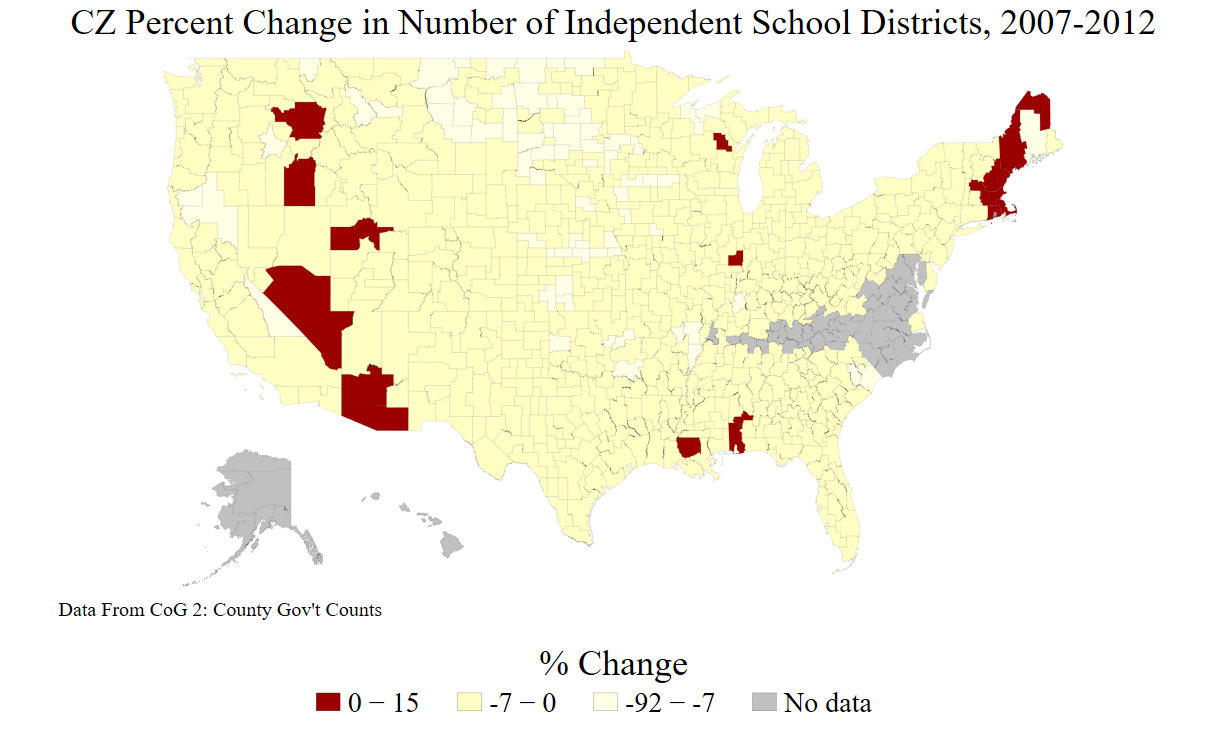 CZ Percent Change in Number of Independent School Districts, 2007-2012
Data From CoG 2: County Gov't Counts
% Change
0 − 15 -7 − 0 -92 − -7 No data